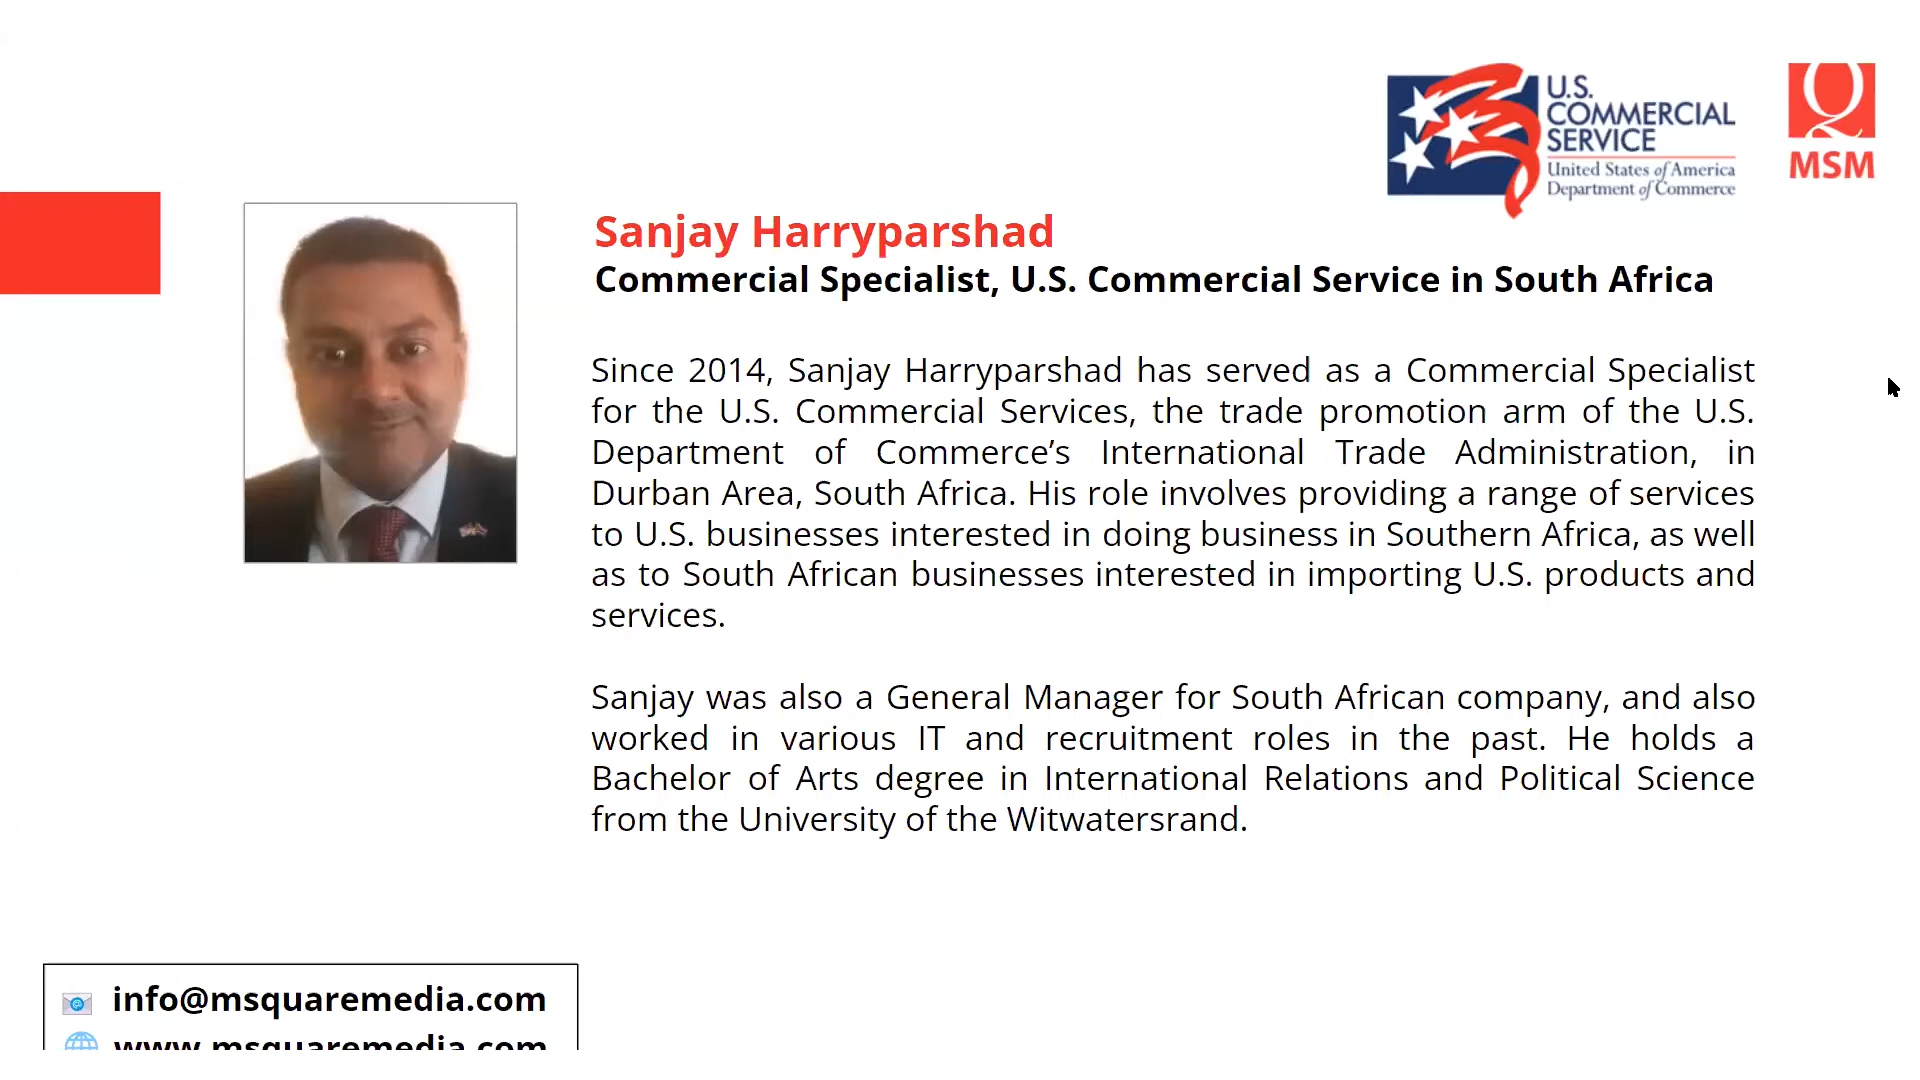 U.S.
COMMERCIAL
SERVICE
United States of America
Department of Commerce
MSM
Sanjay Harryparshad
Commercial Specialist, U.S. Commercial Service in South Africa
Since 2014, Sanjay Harryparshad has served as a Commercial Specialist
for the U.S. Commercial Services, the trade promotion arm of the U.S.
Department of Commerce’s International Trade Administration, in
Durban Area, South Africa. His role involves providing a range of services
to U.S. businesses interested in doing business in Southern Africa, as well
as to South African businesses interested in importing U.S. products and
services.
Sanjay was also a General Manager for South African company, and also
worked in various IT and recruitment roles in the past. He holds a
Bachelor of Arts degree in International Relations and Political Science
from the University of the Witwatersrand.
info@msquaremedia.com
www.msquaremedia.com